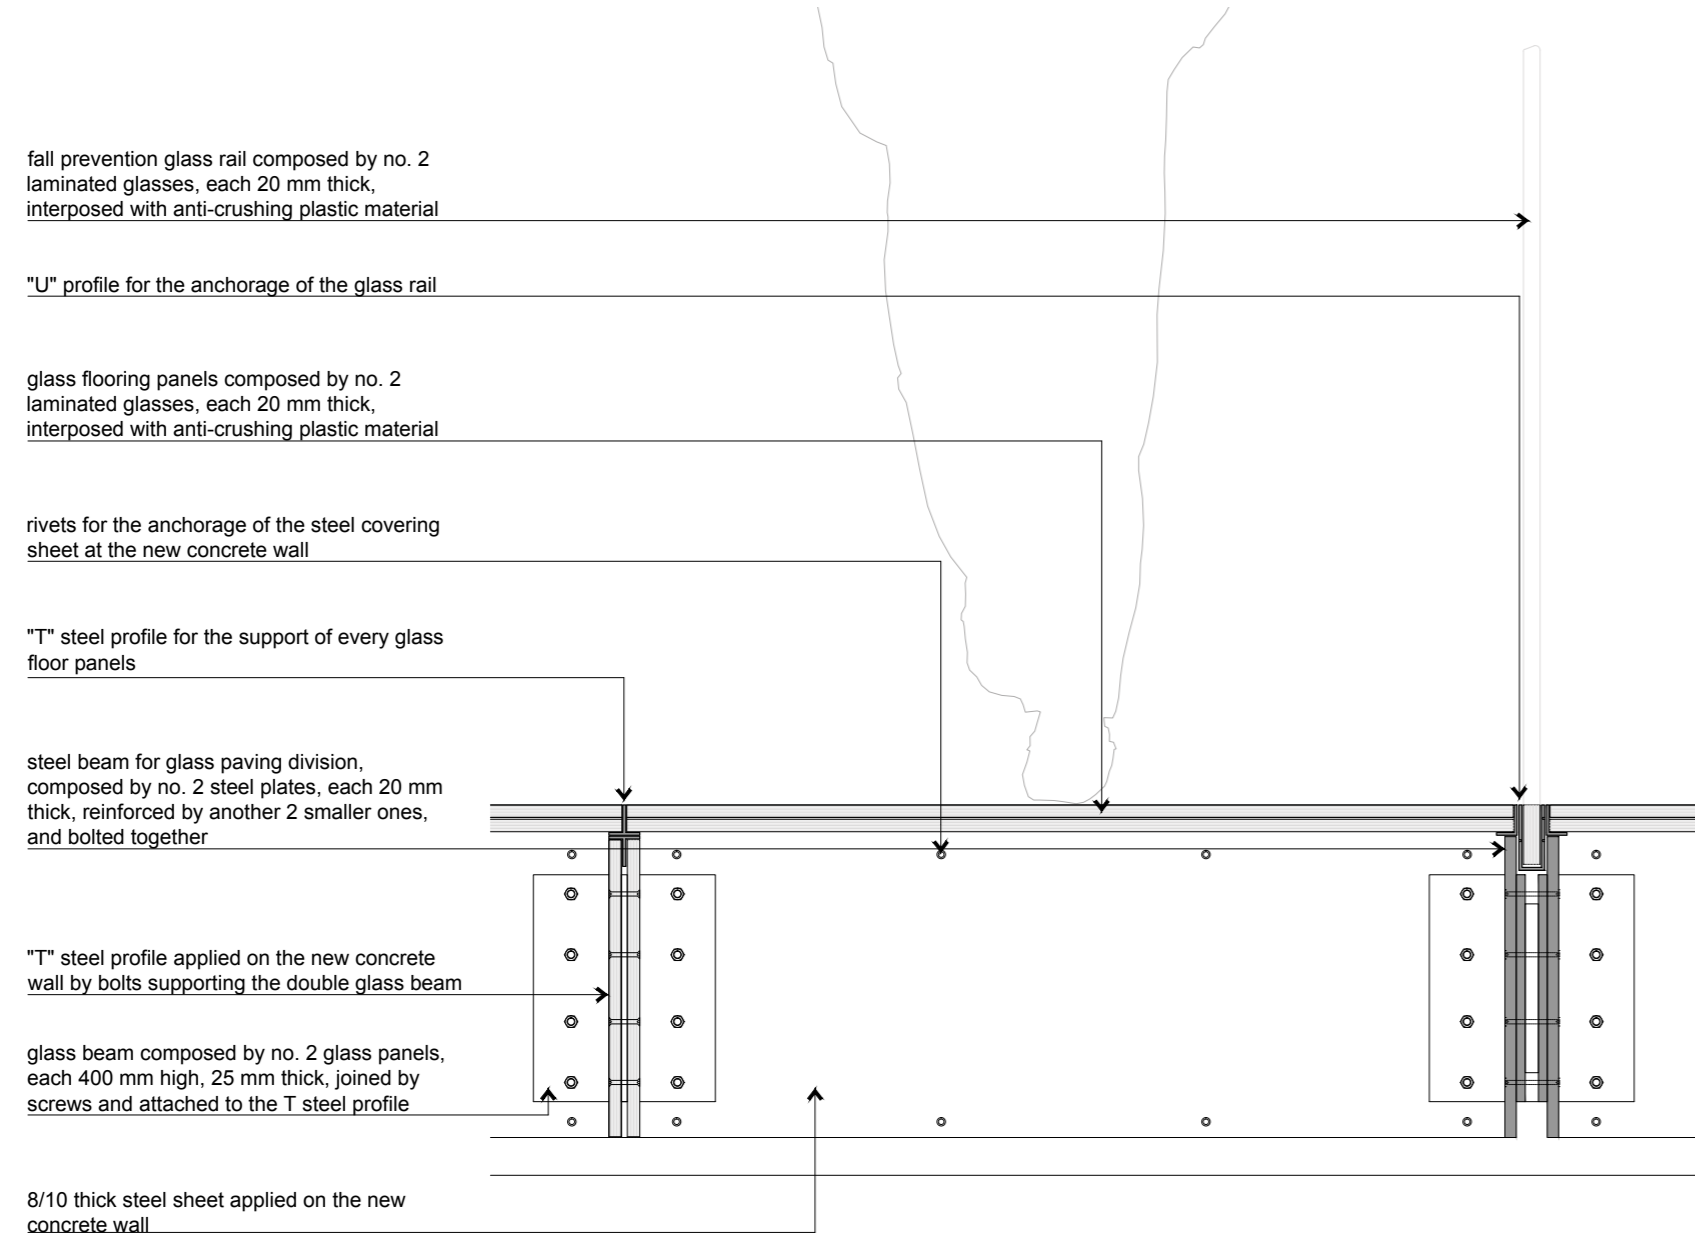 fall prevention glass rail composed by no. 2
laminated glasses, each 20 mm thick,
interposed with anti-crushing plastic material
"U" profile for the anchorage of the glass rail
glass flooring panels composed by no. 2
laminated glasses, each 20 mm thick,
interposed with anti-crushing plastic material
rivets for the anchorage of the steel covering
sheet at the new concrete wall
"T" steel profile for the support of every glass
floor panels
steel beam for glass paving division,
composed by no. 2 steel plates, each 20 mm
thick, reinforced by another 2 smaller ones,
and bolted together
"T" steel profile applied on the new concrete
wall by bolts supporting the double glass beam
glass beam composed by no. 2 glass panels,
each 400 mm high, 25 mm thick, joined by
screws and attached to the T steel profile
8/10 thick steel sheet applied on the new
concrete wall